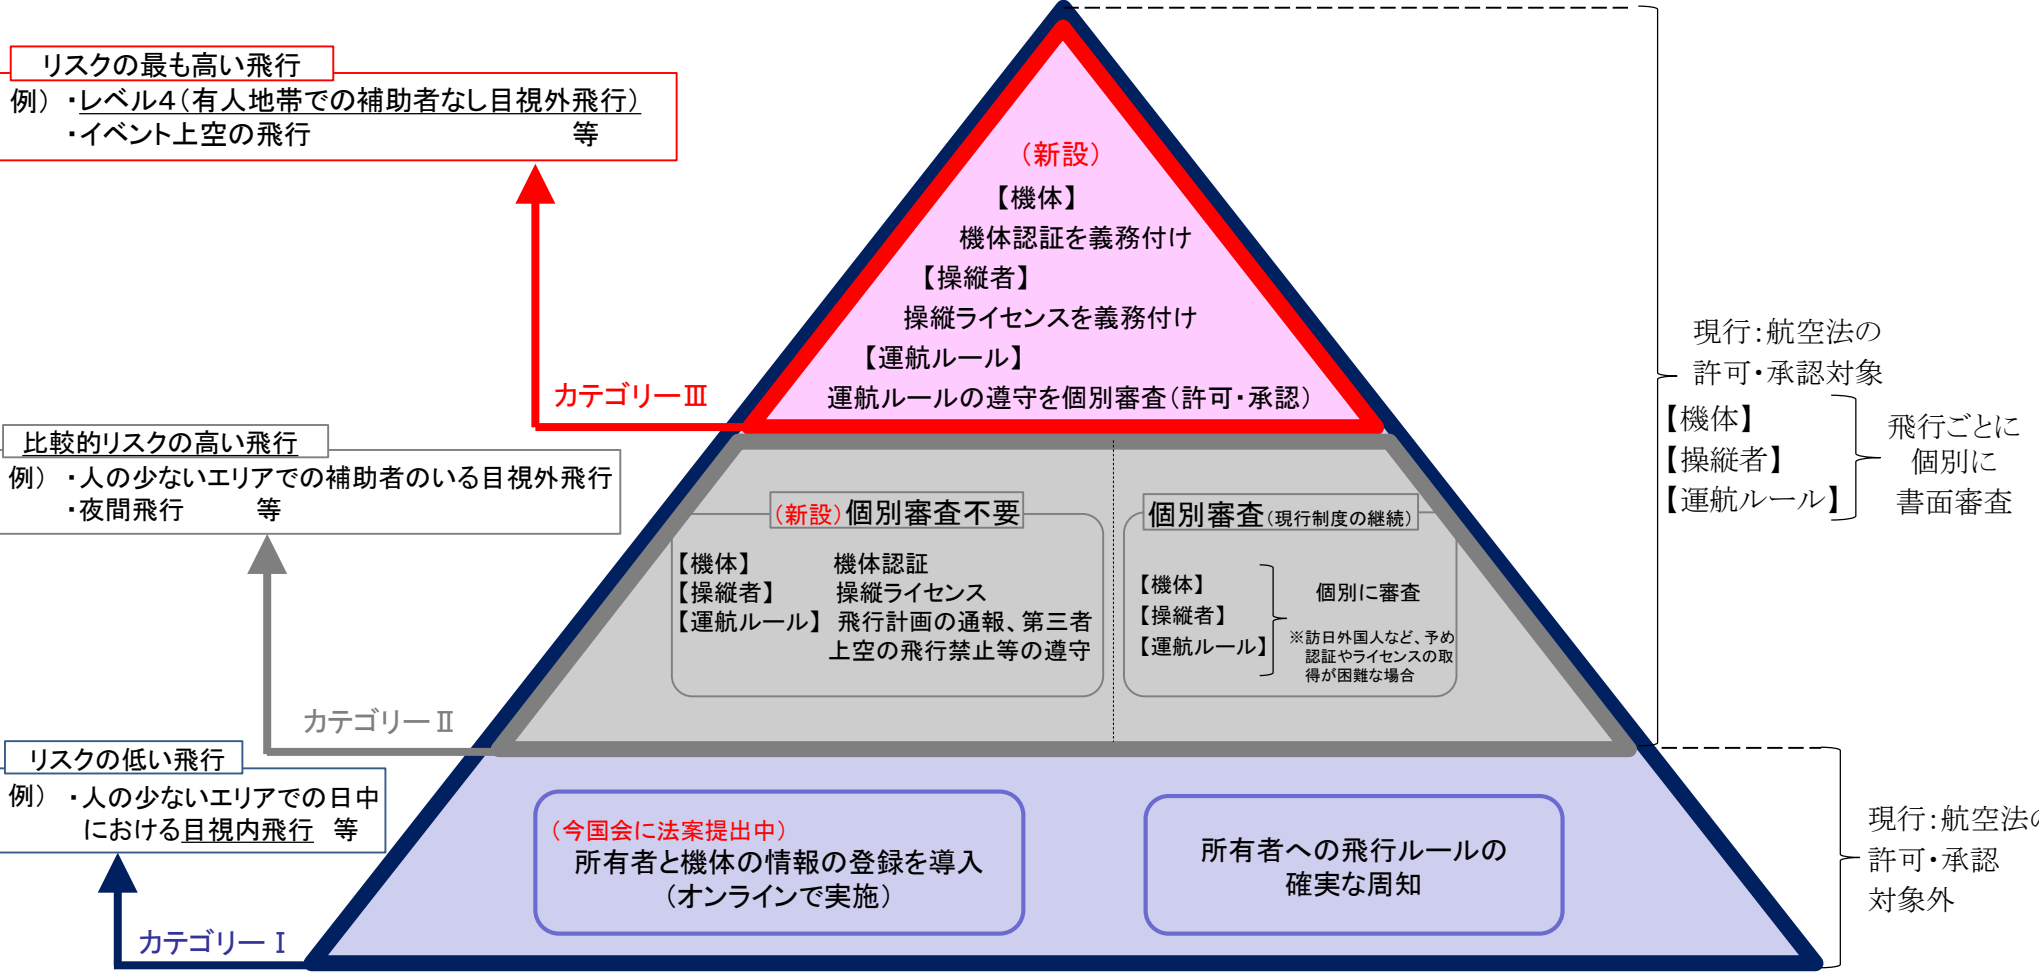 リスクの最も高い飛行
例) ・レベル4(有人地帯での補助者なし目視外飛行)
・イベント上空の飛行 等
カテゴリーⅢ
(新設)
【機体】
機体認証を義務付け
【操縦者】
操縦ライセンスを義務付け
【運航ルール】
運航ルールの遵守を個別審査(許可・承認)
比較的リスクの高い飛行
例) ・人の少ないエリアでの補助者のいる目視外飛行
・夜間飛行 等
カテゴリーⅡ
(新設)個別審査不要
【機体】 機体認証
【操縦者】 操縦ライセンス
【運航ルール】 飛行計画の通報、第三者
上空の飛行禁止等の遵守
個別審査(現行制度の継続)
【機体】
【操縦者】
【運航ルール】
個別に審査
※訪日外国人など、予め
認証やライセンスの取
得が困難な場合
リスクの低い飛行
例) ・人の少ないエリアでの日中
における目視内飛行 等
カテゴリーⅠ
(今国会に法案提出中)
所有者と機体の情報の登録を導入
(オンラインで実施)
所有者への飛行ルールの
確実な周知
現行:航空法の
許可・承認対象
【機体】
【操縦者】
【運航ルール】
飛行ごとに
個別に
書面審査
現行:航空法の
許可・承認
対象外